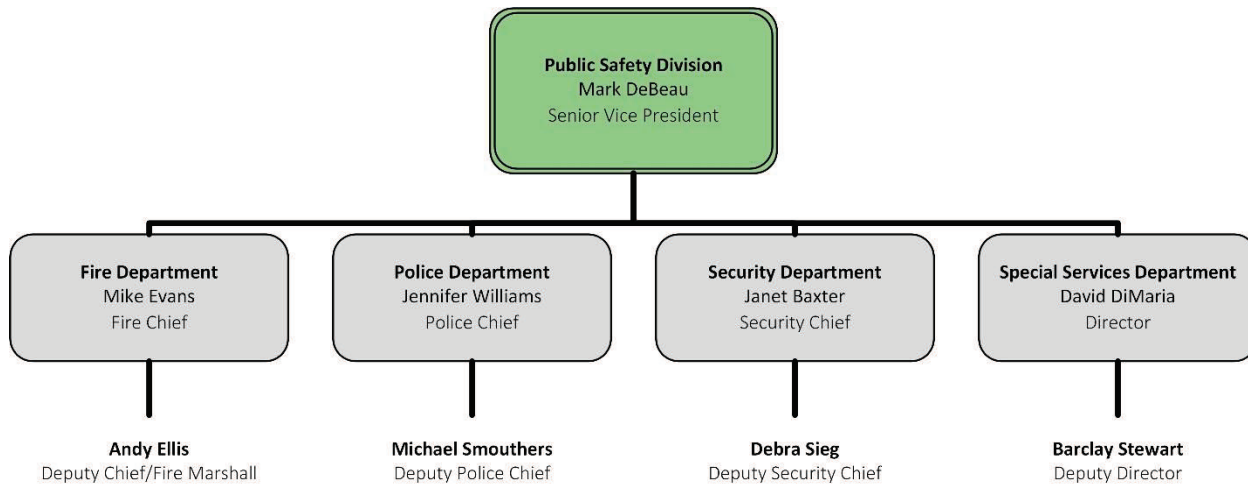 Public Safety Division
Mark DeBeau
Senior Vice President
Fire Department
Mike Evans
Fire Chief
Police Department
Jennifer Williams
Police Chief
Security Department
Janet Baxter
Security Chief
Special Services Department
David DiMaria
Director
Andy Ellis
Deputy Chief/Fire Marshall
Michael Smouthers
Deputy Police Chief
Debra Sieg
Deputy Security Chief
Barclay Stewart
Deputy Director